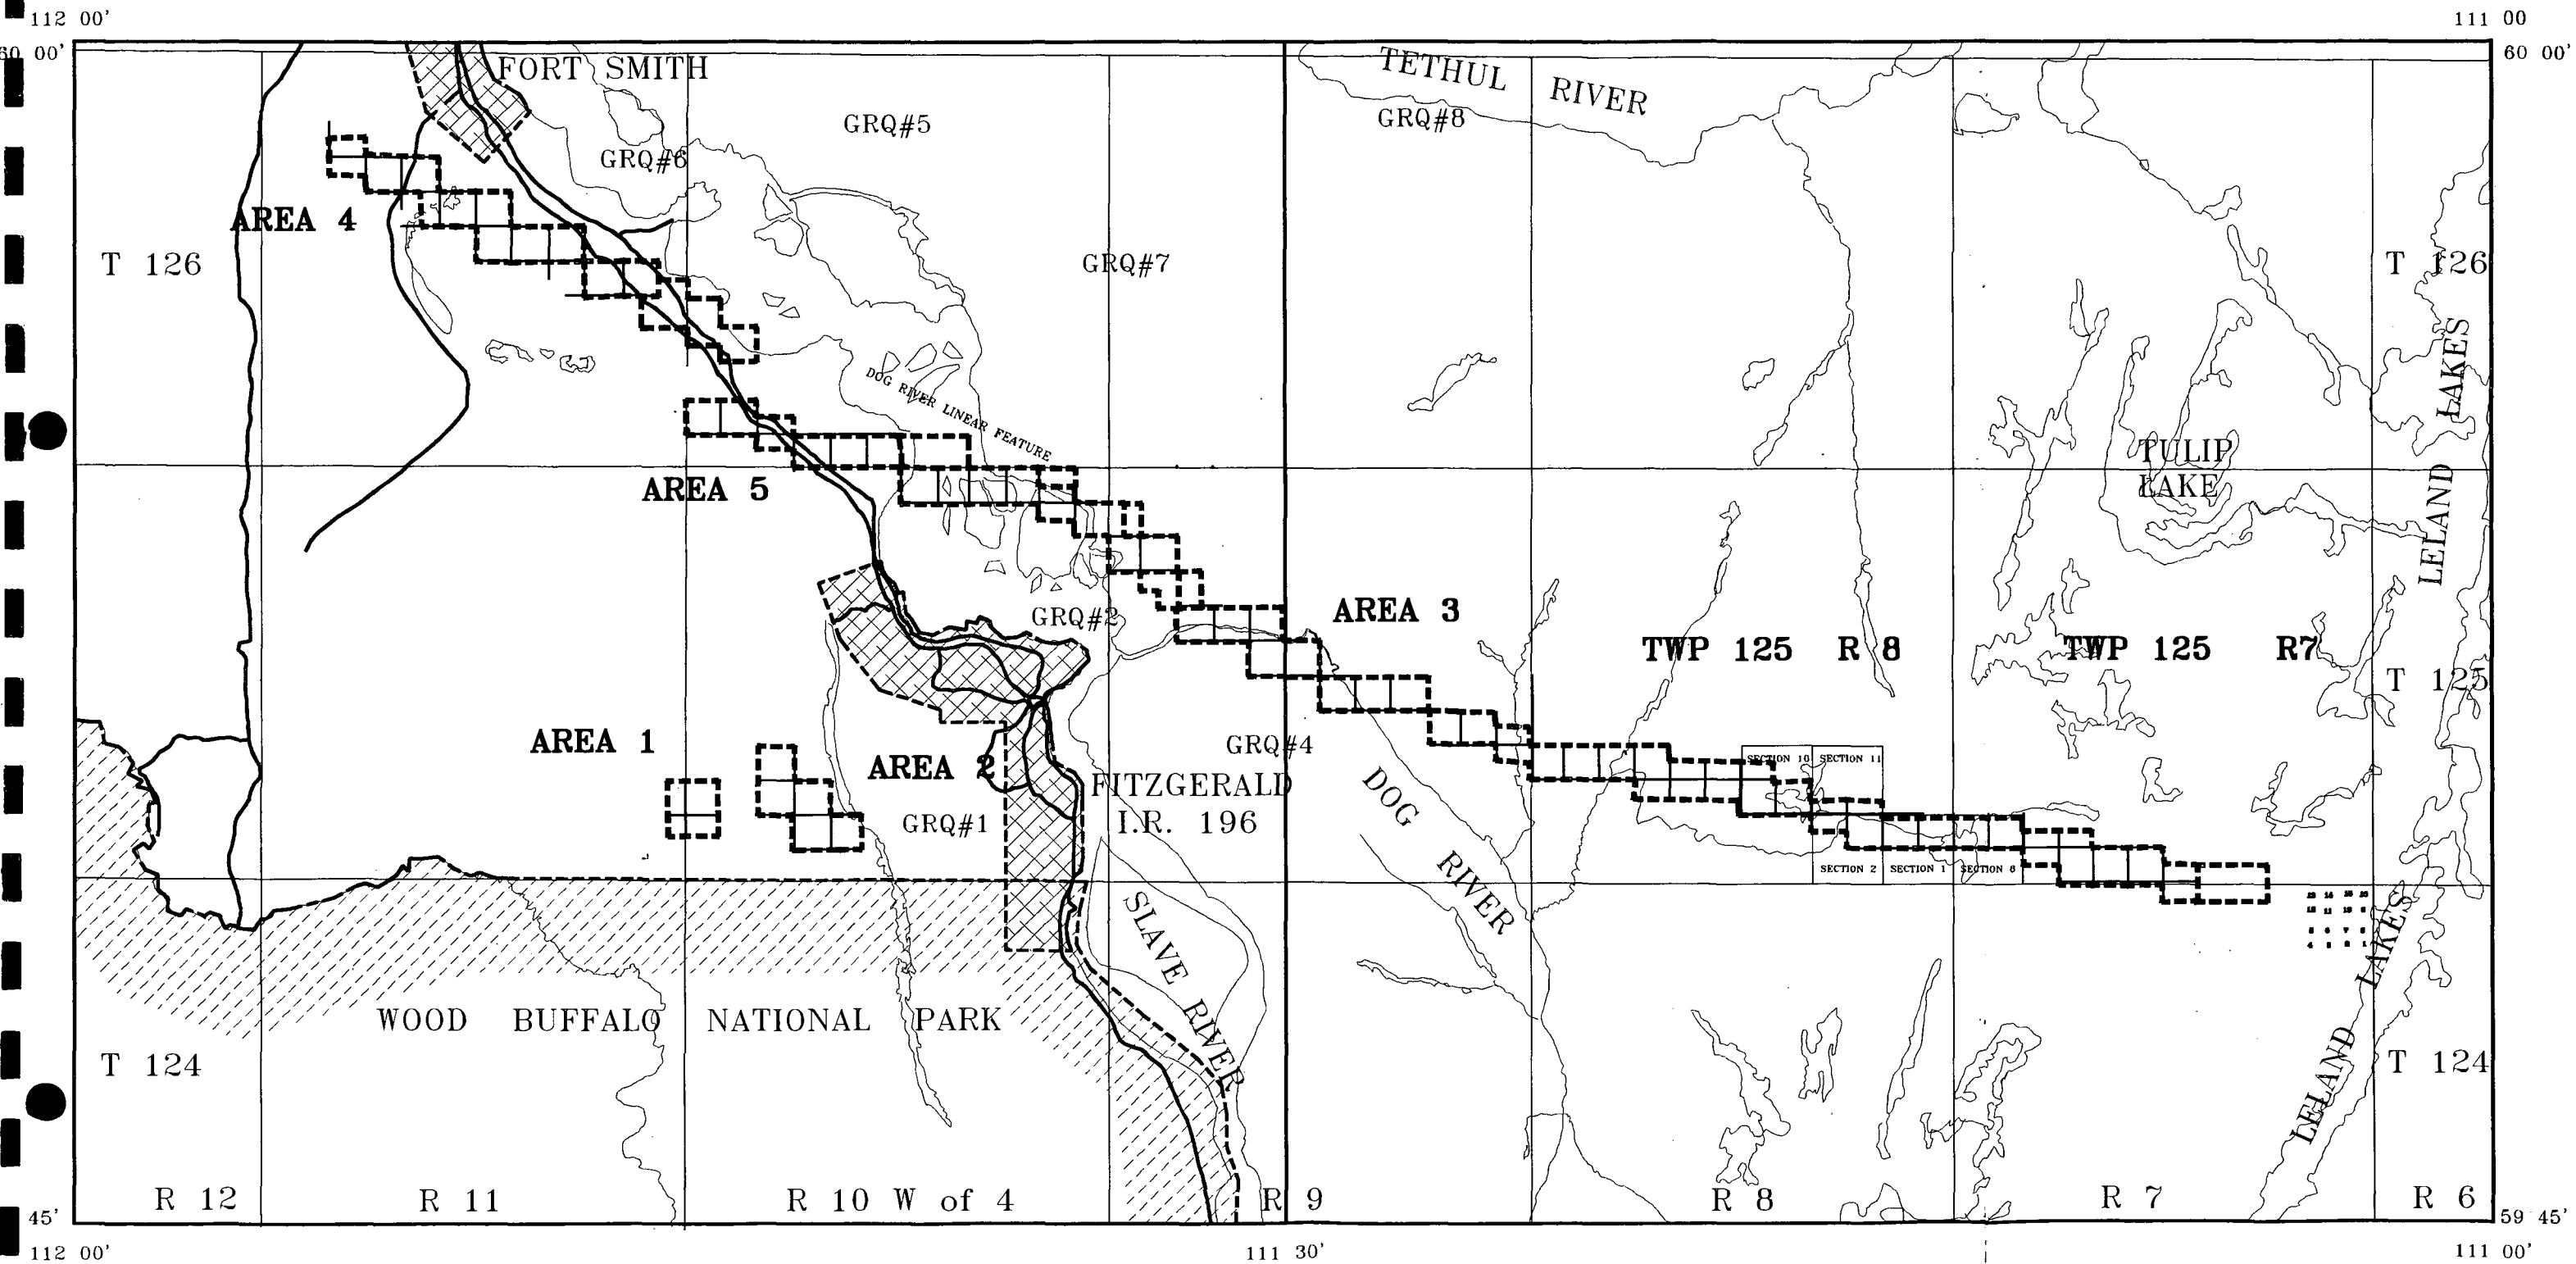 112 00'
111 00
60 00'
60 00'
FORT SMITH
TETHUL RIVER
GRQ#5
GRQ#8
GRQ#6
AREA 4
T 126
GRQ#7
T 126
LELAND LAKES
DOG RIVER LINEAR FEATURE
TULIP
LAKE
AREA 5
LELAND
AREA 3
GRQ#2
TWP 125 R 8
TWP 125 R7
T 125
AREA 1
GRQ#4
AREA 2
SECTION 10
SECTION 11
FITZGERALD
I.R. 196
DOG RIVER
GRQ#1
SECTION 2
SECTION 1
SECTION 6
SLAVE RIVER
LELAND LAKES
WOOD BUFFALO NATIONAL PARK
T 124
T 124
R 12
R 11
R 10 W of 4
R 9
R 8
R 7
R 6
45'
59 45'
112 00'
111 30'
111 00'